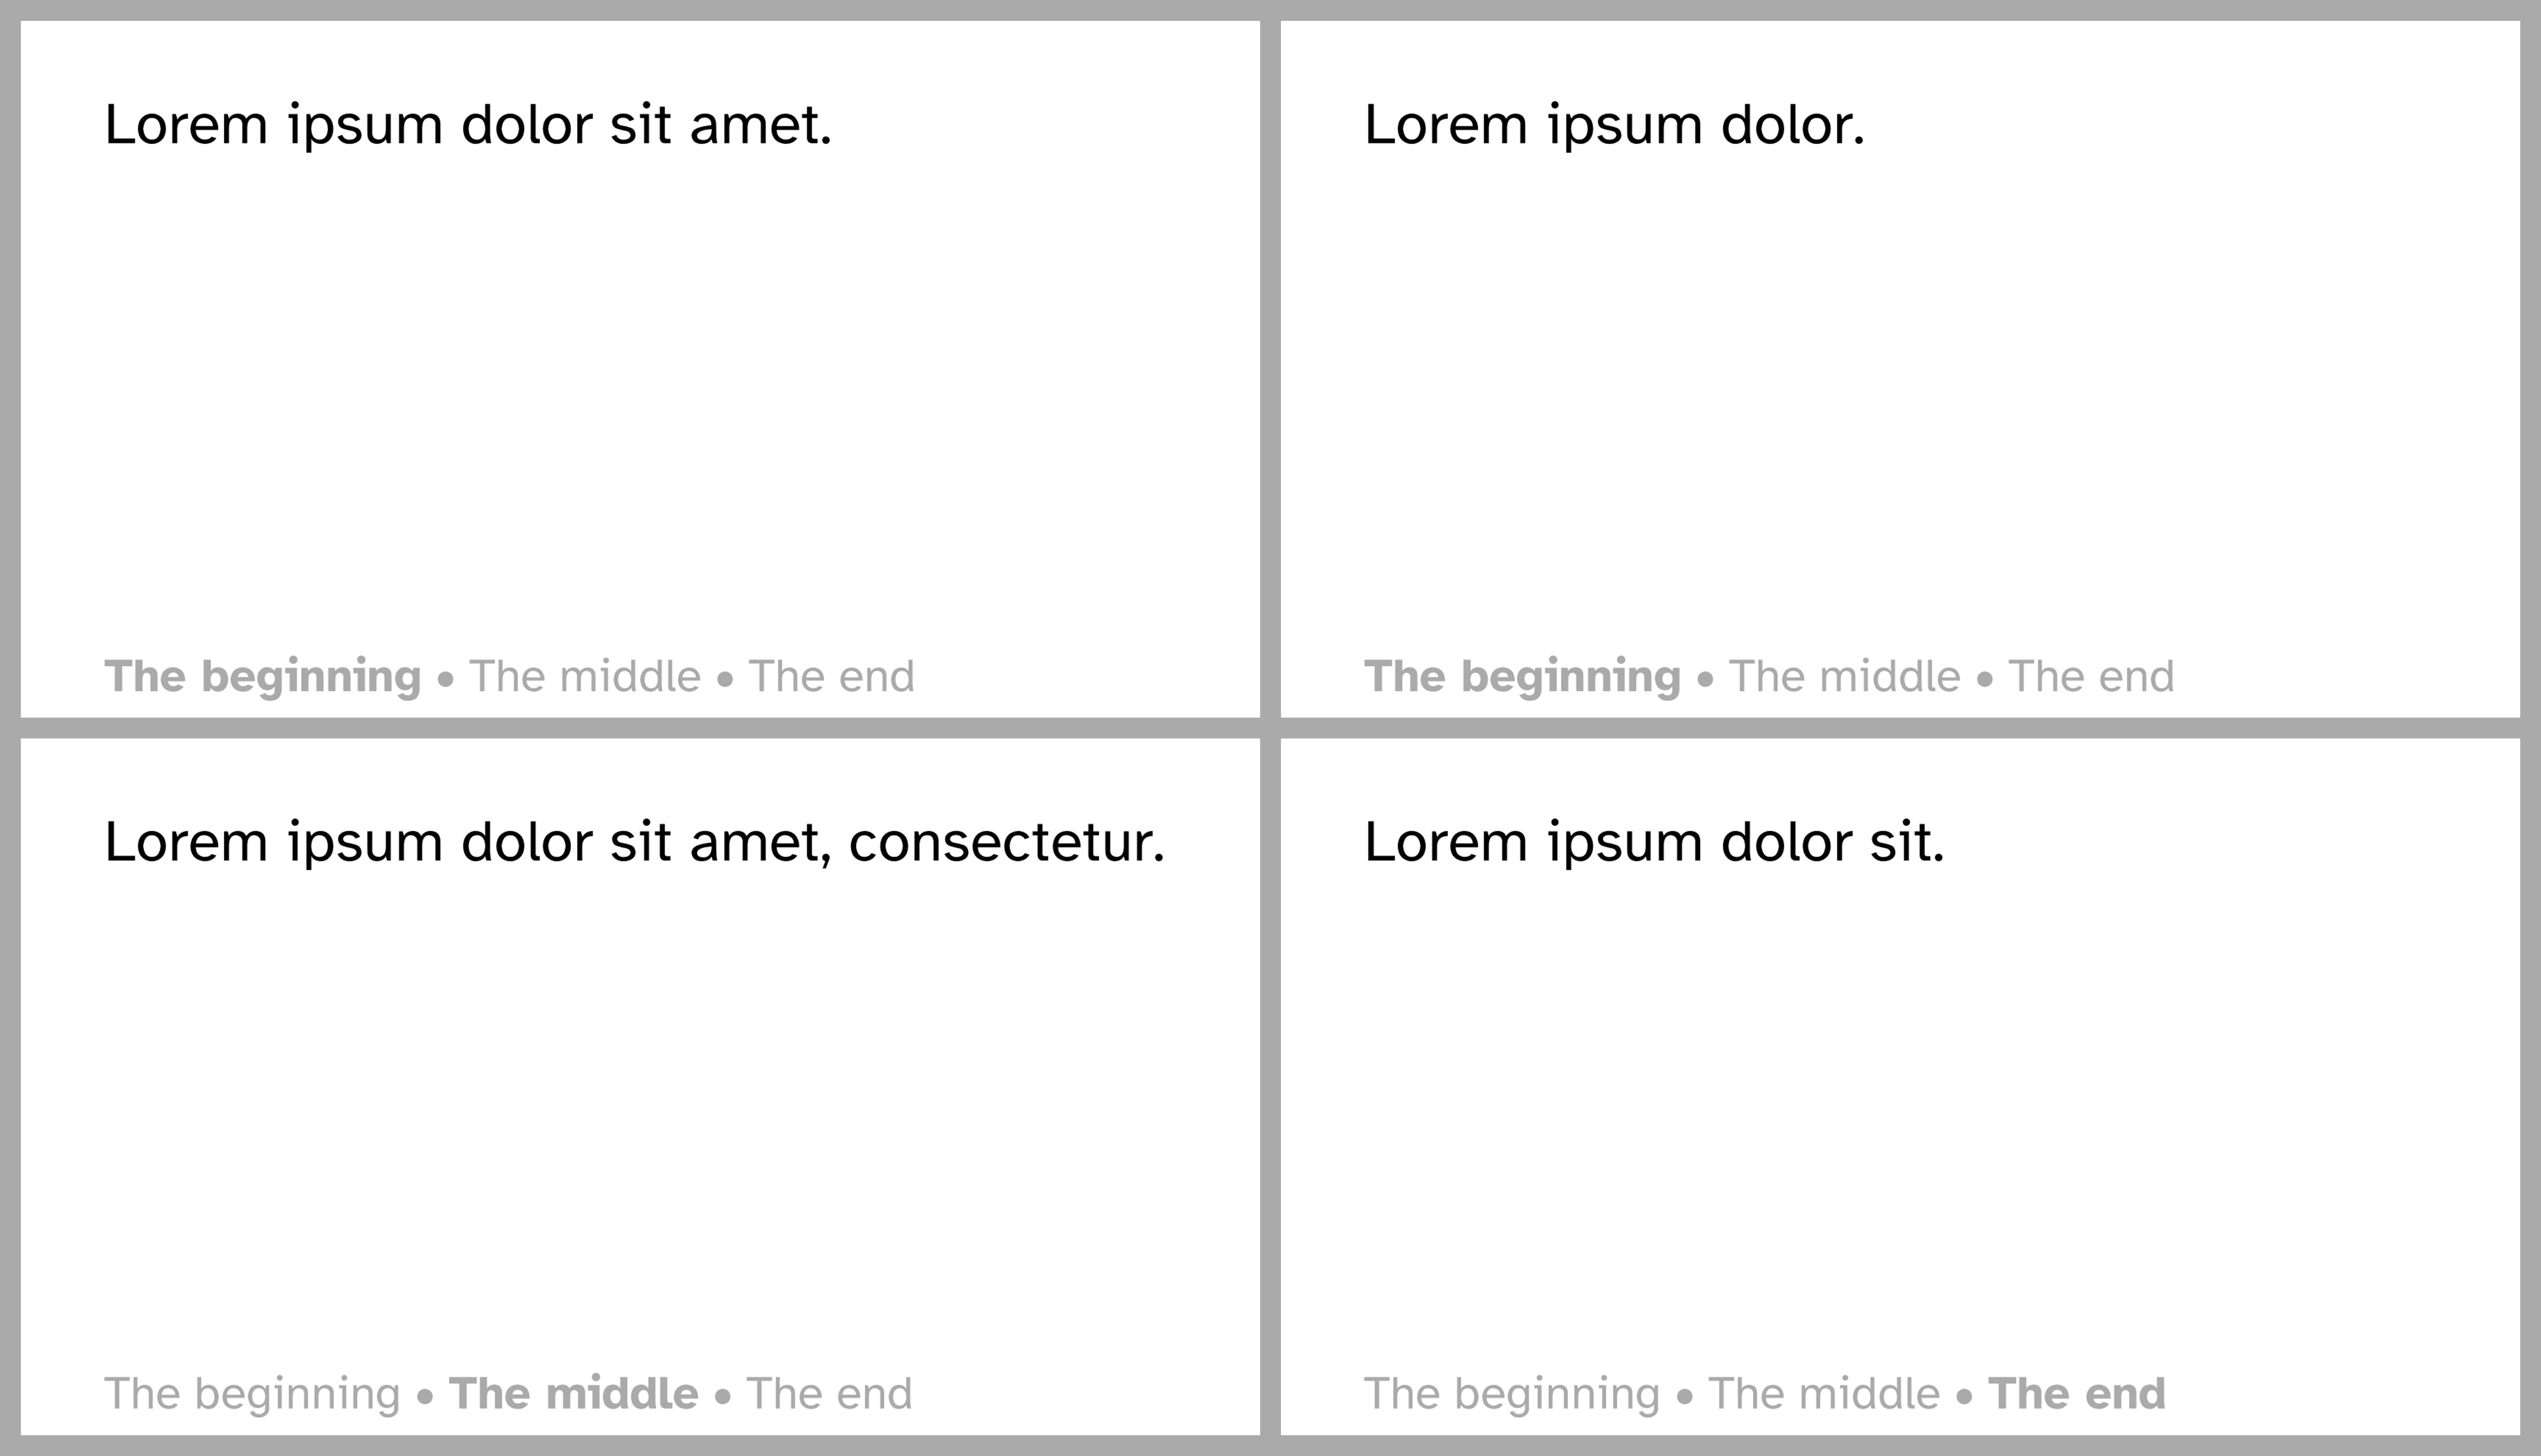 Lorem ipsum dolor sit amet.
The beginning • The midle • The end
Lorem ipsum dolor.
The beginning • The middle • The end
Lorem ipsum dolor sit amet, consectetur.
The beginning • The middle • The end
Lorem ipsum dolor sit.
The beginning • The middle • The end